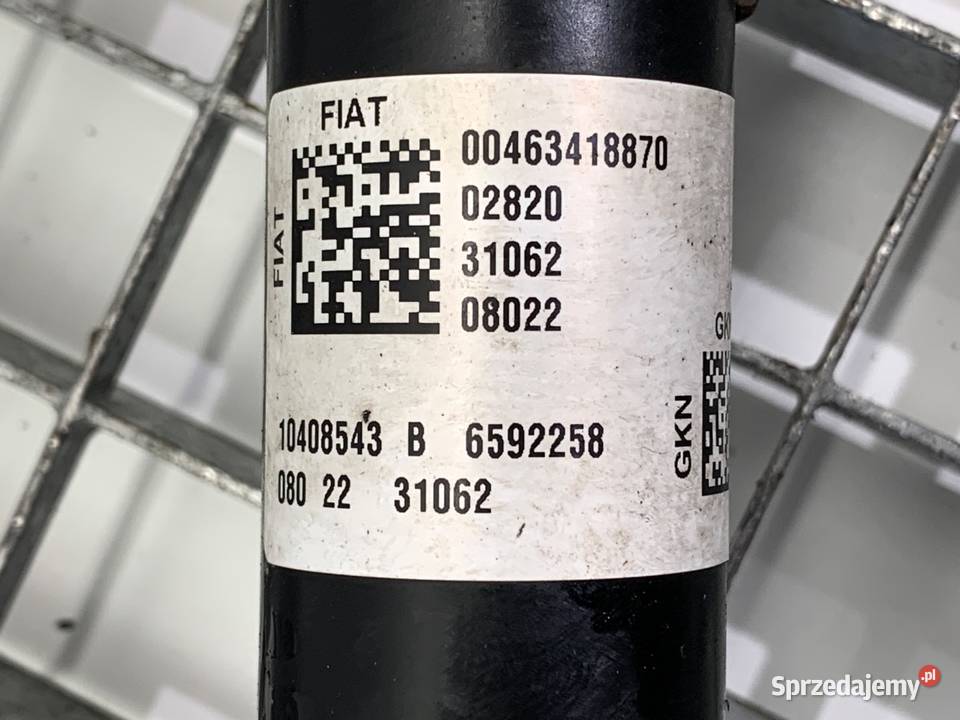 FIAT
FIAT
00463418870
02820
31062
08022
10408543 B 6592258
080 22 31062
GKN
Sprzedajemy.pl